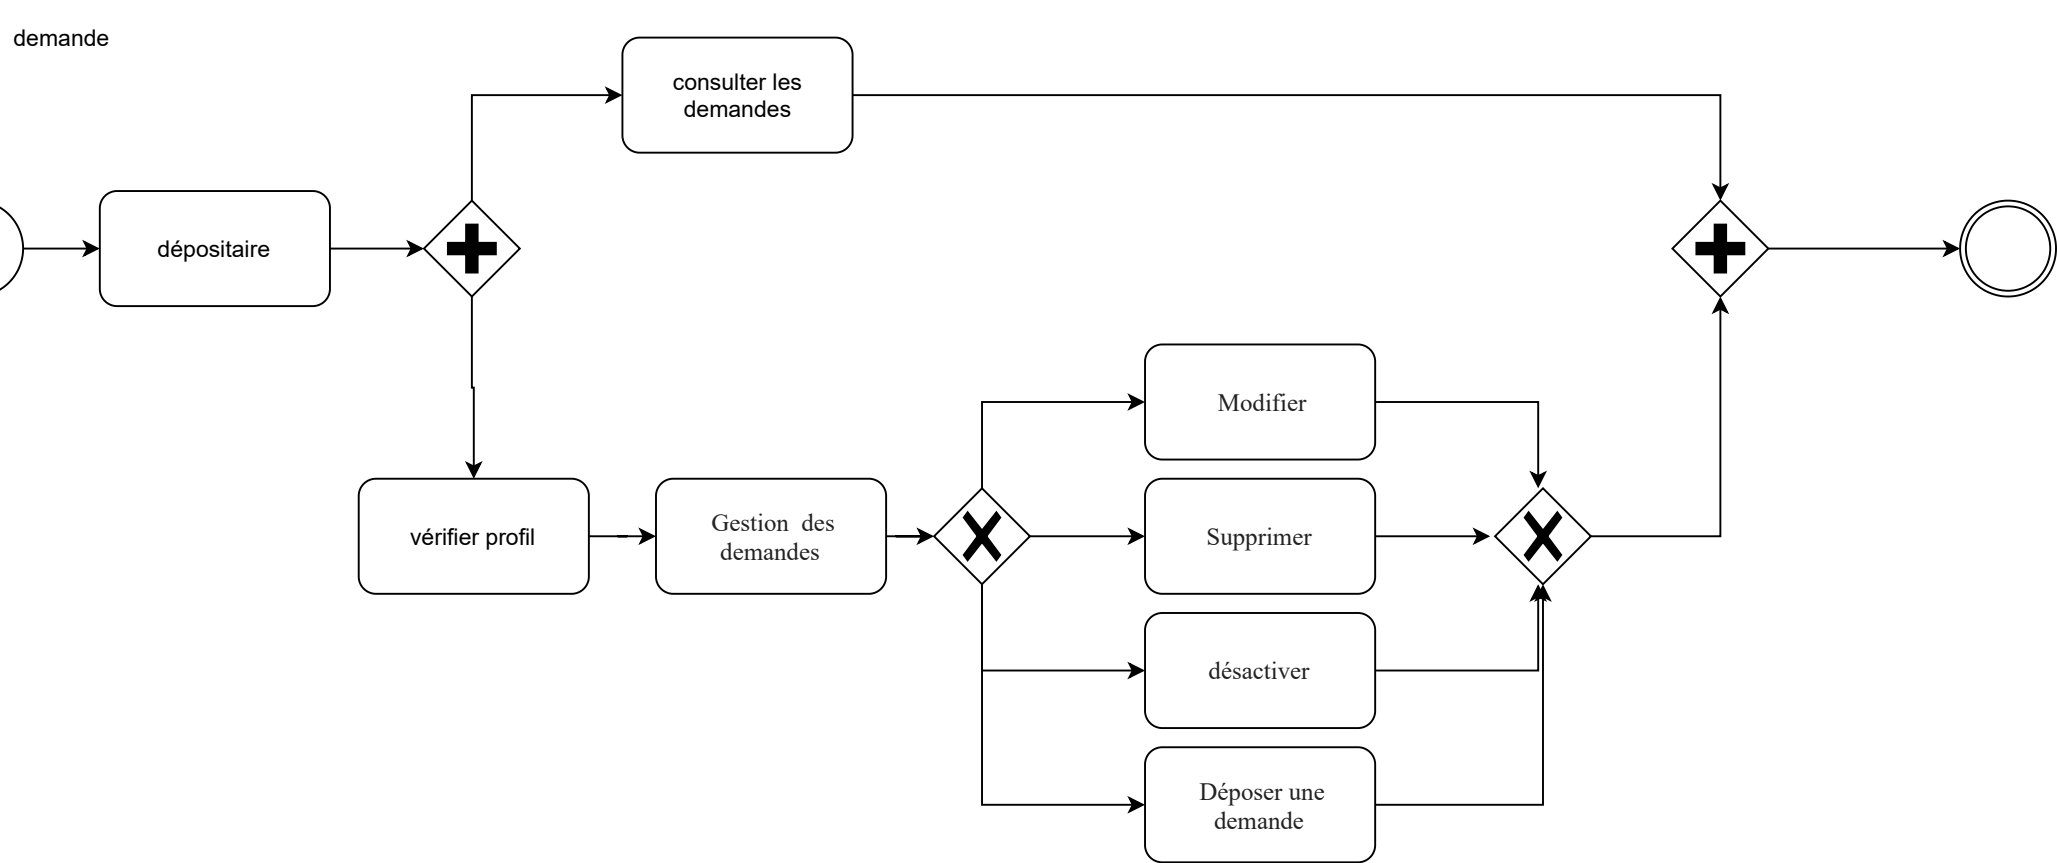 demande
consulter les
demandes
dépositaire
Modifier
vérifier profil
Gestion  des
demandes
Supprimer
désactiver
Déposer une
demande